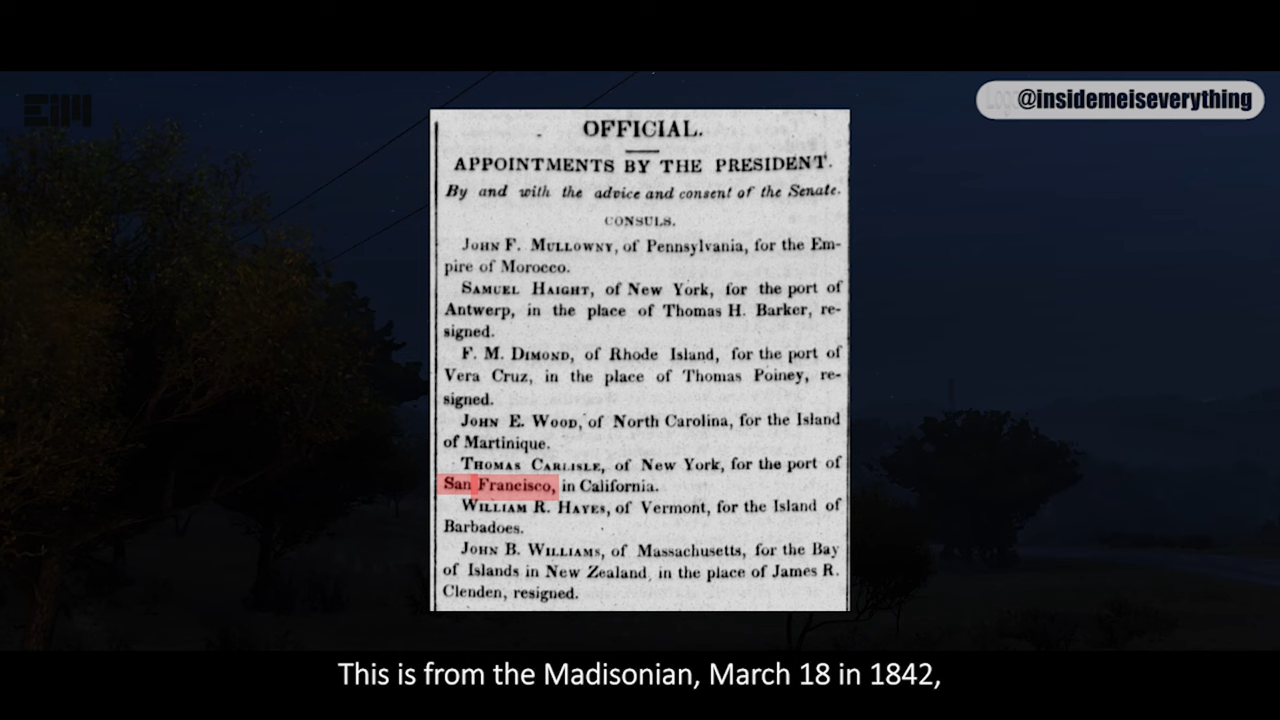 EIM
@insidemeiseverything
OFFICIAL.
APPOINTMENTS BY THE PRESIDENT.
By and with the advice and consent of the Senate.
CONSULS.
JOHN F. MULLOWNY, of Pennsylvania, for the Em-
pire of Morocco.
SAMUEL HAIGHT, of New York, for the port of
Antwerp, in the place of Thomas H. Barker, re-
signed.
F. M. DIMOND, of Rhode Island, for the port of
Vera Cruz, in the place of Thomas Poiney, re-
signed.
JOHN E. WOOD, of North Carolina, for the Island
of Martinique.
THOMAS CARLISLE, of New York, for the port of
San Francisco, in California.
WILLIAM R. HAYES, of Vermont, for the Island of
Barbadoes.
JOHN B. WILLIAMS, of Massachusetts, for the Bay
of Islands in New Zealand, in the place of James R.
Clenden, resigned.
This is from the Madisonian, March 18 in 1842,